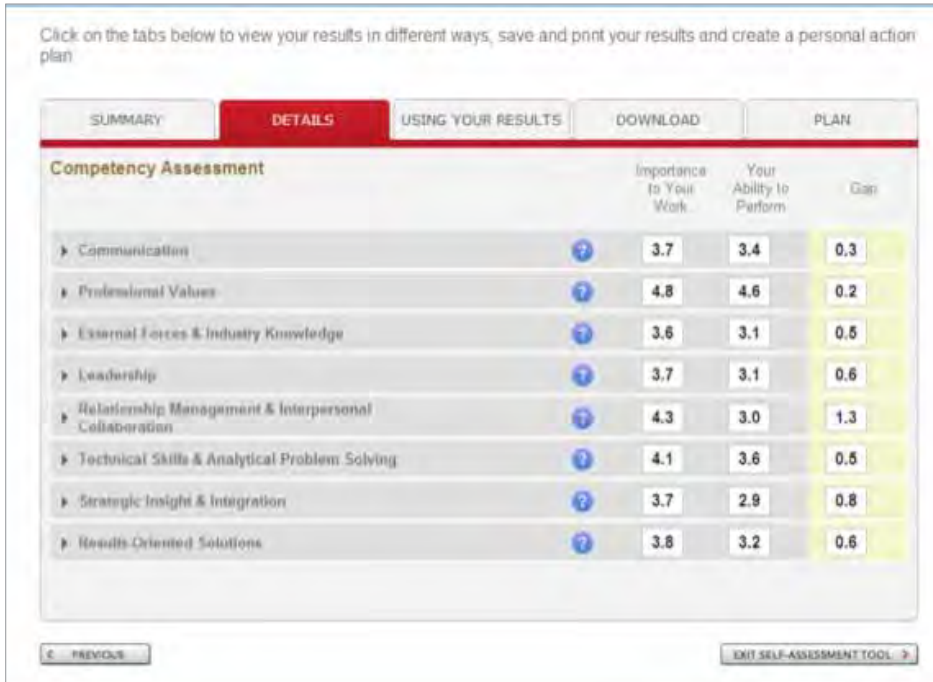 Click on the tabs below to view your results in different ways, save and print your results and create a personal action
plan
SUMMARY DETAILS USING YOUR RESULTS DOWNLOAD PLAN
Competency Assessment
Importance Your
to Your Ability to Gap
Work Perform
Communication ? 3.7 3.4 0.3
Professional Values ? 4.8 4.6 0.2
External Forces & Industry Knowledge ? 3.6 3.1 0.5
Leadership ? 3.7 3.1 0.6
Relationship Management & Interpersonal
Collaboration ? 4.3 3.0 1.3
Technical Skills & Analytical Problem Solving ? 4.1 3.6 0.5
Strategic Insight & Integration ? 3.7 2.9 0.8
Results Oriented Solutions ? 3.8 3.2 0.6
PREVIOUS EXIT SELF-ASSESSMENT TOOL